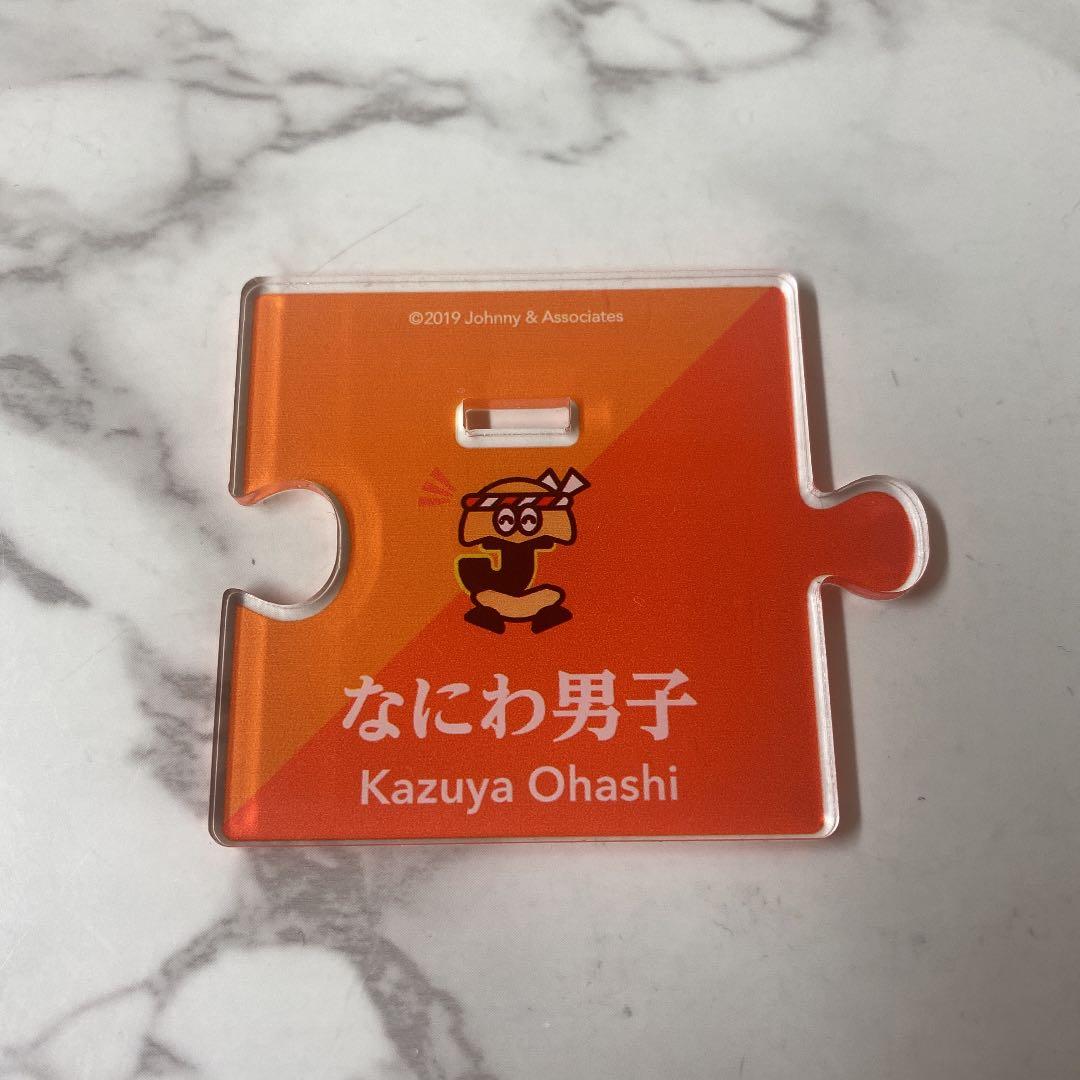 ©2019 Johnny & Associates
なにわ男子
Kazuya Ohashi